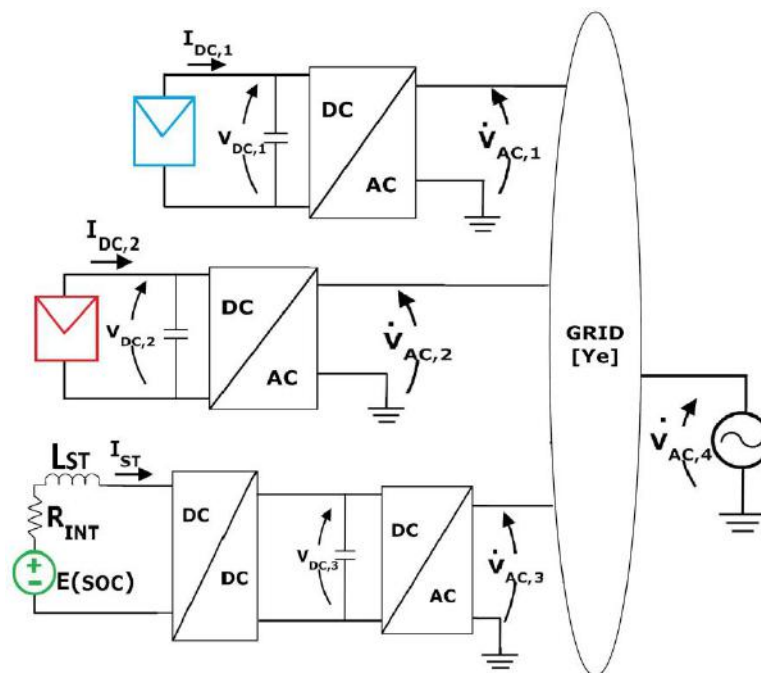 I_DC,1
DC
V_DC,1
V̇_AC,1
AC
I_DC,2
DC
V_DC,2
V̇_AC,2
AC
GRID
[Ye]
V̇_AC,4
L_ST
I_ST
R_INT
DC
DC
V_DC,3
DC
V̇_AC,3
E(SOC)
DC
AC